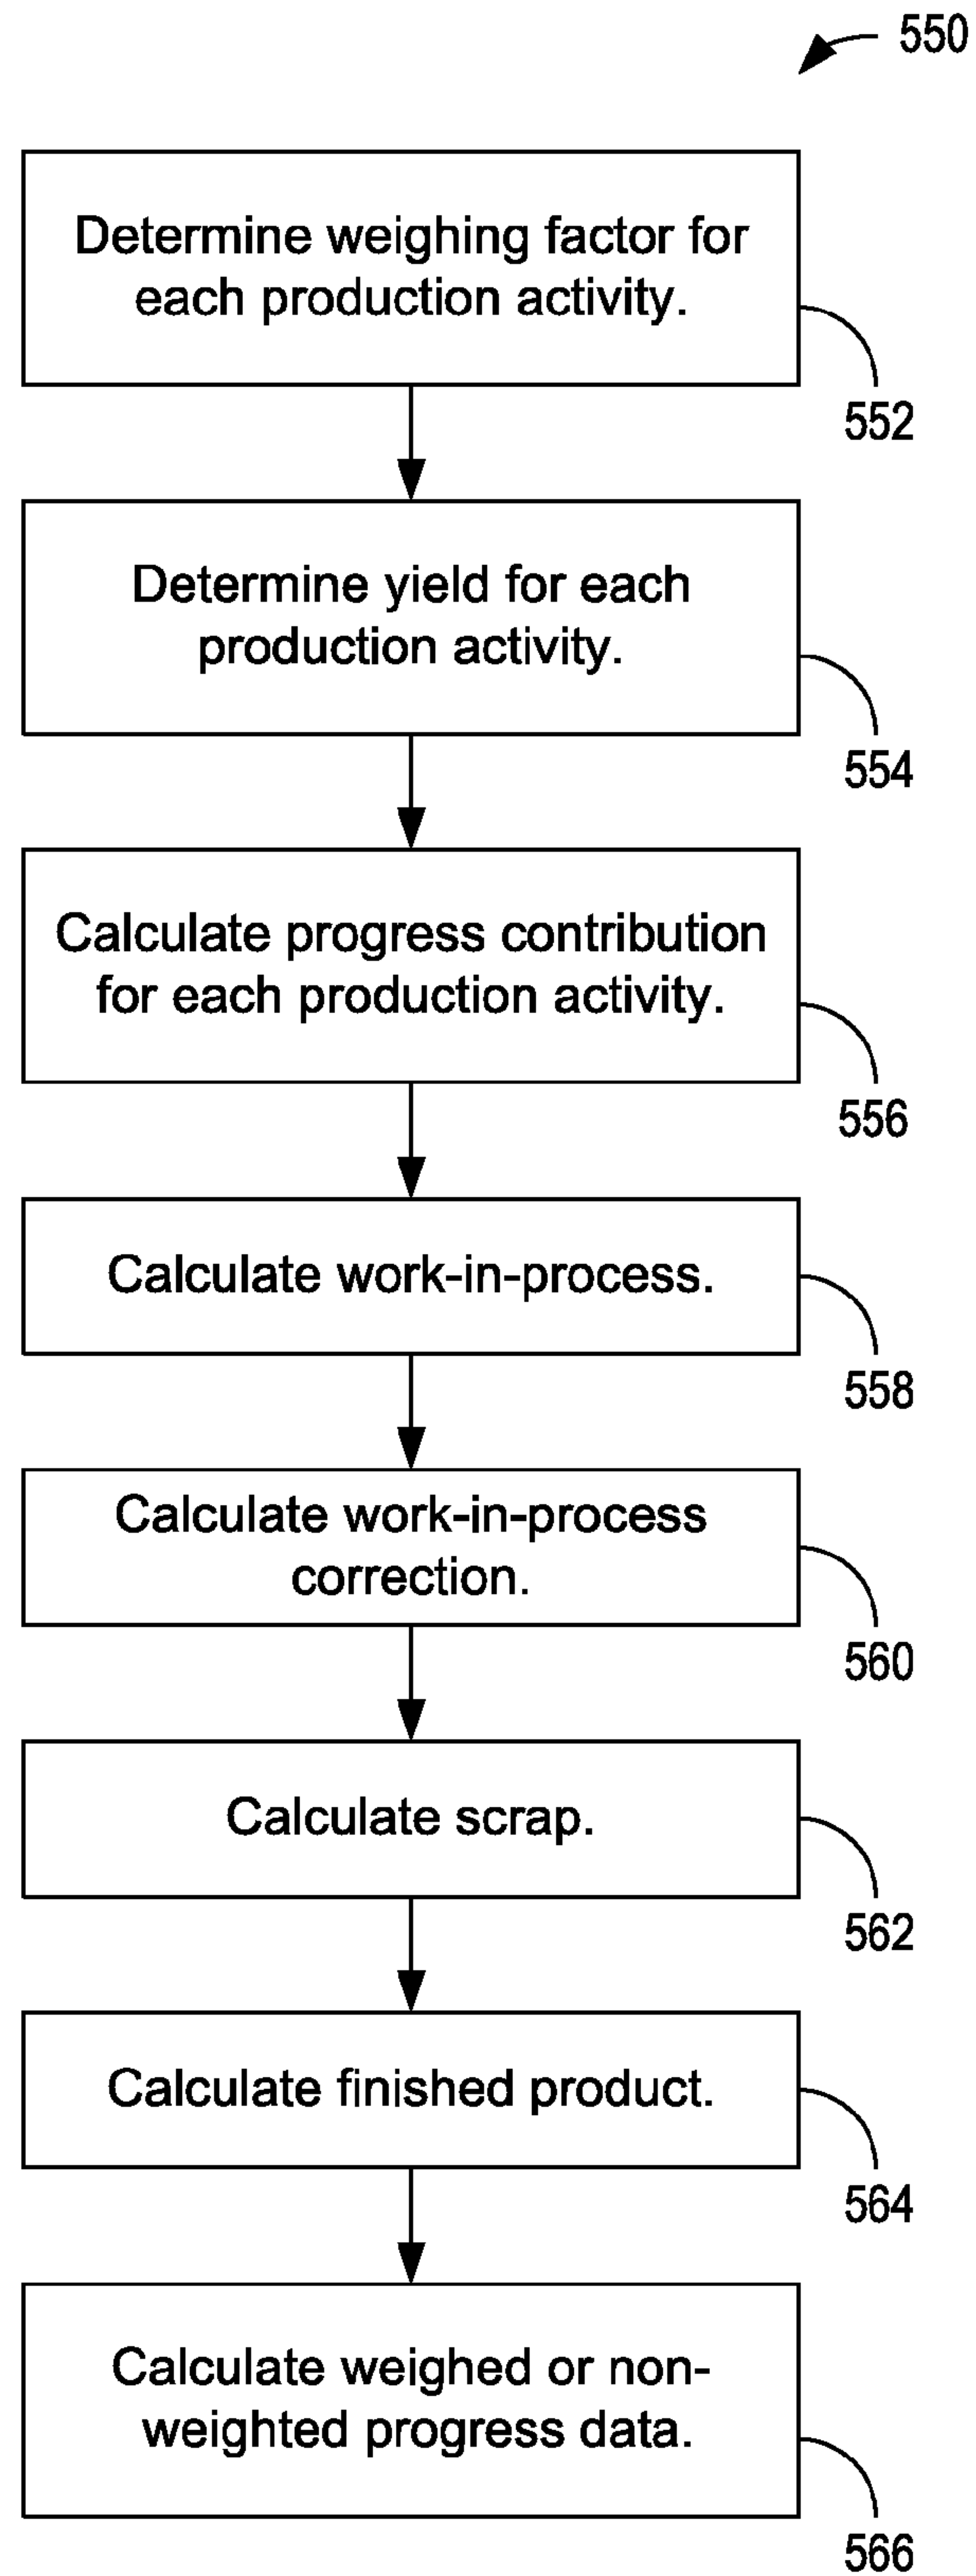 550
Determine weighing factor for
each production activity.
552
Determine yield for each
production activity.
554
Calculate progress contribution
for each production activity.
556
Calculate work-in-process.
558
Calculate work-in-process
correction.
560
Calculate scrap.
562
Calculate finished product.
564
Calculate weighed or non-
weighted progress data.
566